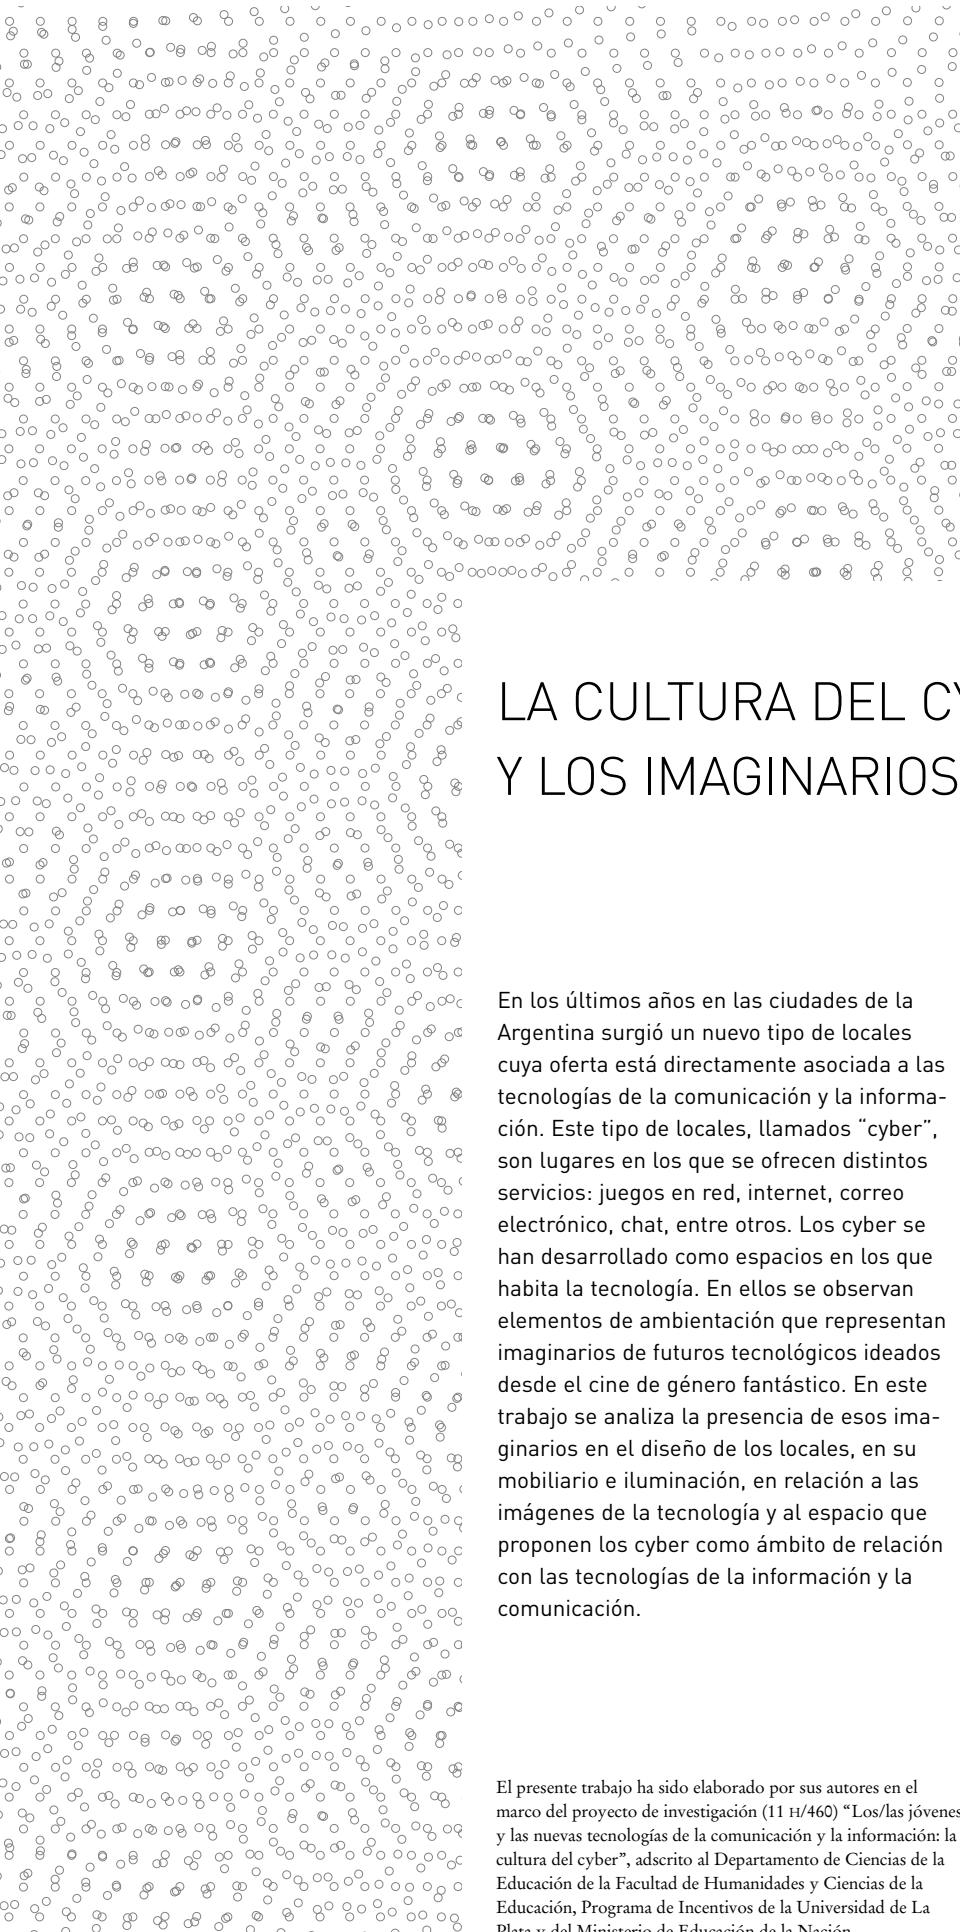 LA CULTURA DEL CY
Y LOS IMAGINARIOS
En los últimos años en las ciudades de la
Argentina surgió un nuevo tipo de locales
cuya oferta está directamente asociada a las
tecnologías de la comunicación y la informa-
ción. Este tipo de locales, llamados “cyber”,
son lugares en los que se ofrecen distintos
servicios: juegos en red, internet, correo
electrónico, chat, entre otros. Los cyber se
han desarrollado como espacios en los que
habita la tecnología. En ellos se observan
elementos de ambientación que representan
imaginarios de futuros tecnológicos ideados
desde el cine de género fantástico. En este
trabajo se analiza la presencia de esos ima-
ginarios en el diseño de los locales, en su
mobiliario e iluminación, en relación a las
imágenes de la tecnología y al espacio que
proponen los cyber como ámbito de relación
con las tecnologías de la información y la
comunicación.
El presente trabajo ha sido elaborado por sus autores en el
marco del proyecto de investigación (11 H/460) “Los/las jóvenes
y las nuevas tecnologías de la comunicación y la información: la
cultura del cyber”, adscrito al Departamento de Ciencias de la
Educación de la Facultad de Humanidades y Ciencias de la
Educación, Programa de Incentivos de la Universidad de La
Plata y del Ministerio de Educación de la Nación